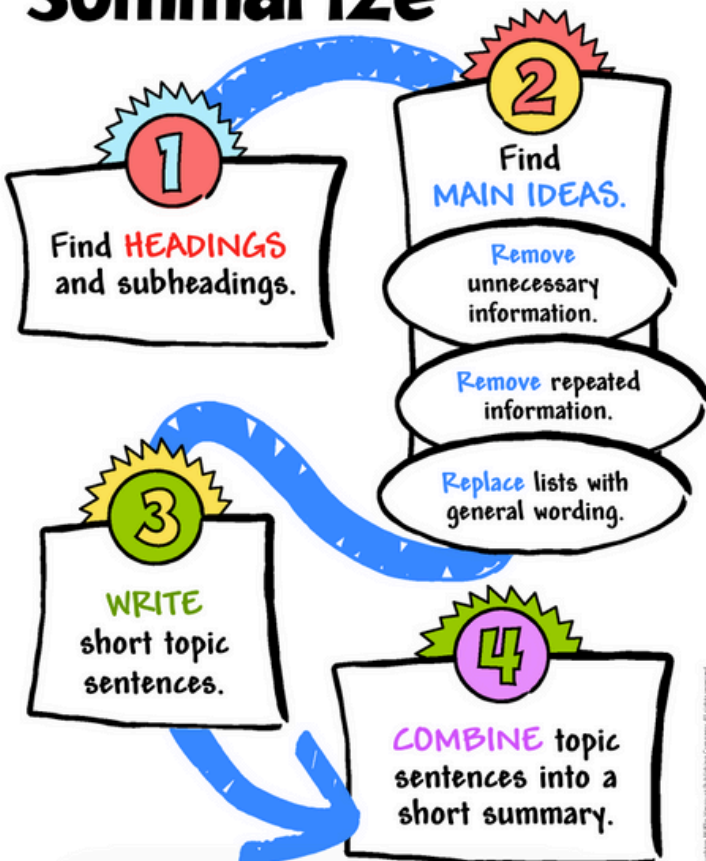 Summarize
1
Find HEADINGS
and subheadings.
2
Find
MAIN IDEAS.
Remove
unnecessary
information.
Remove repeated
information.
Replace lists with
general wording.
3
WRITE
short topic
sentences.
4
COMBINE topic
sentences into a
short summary.